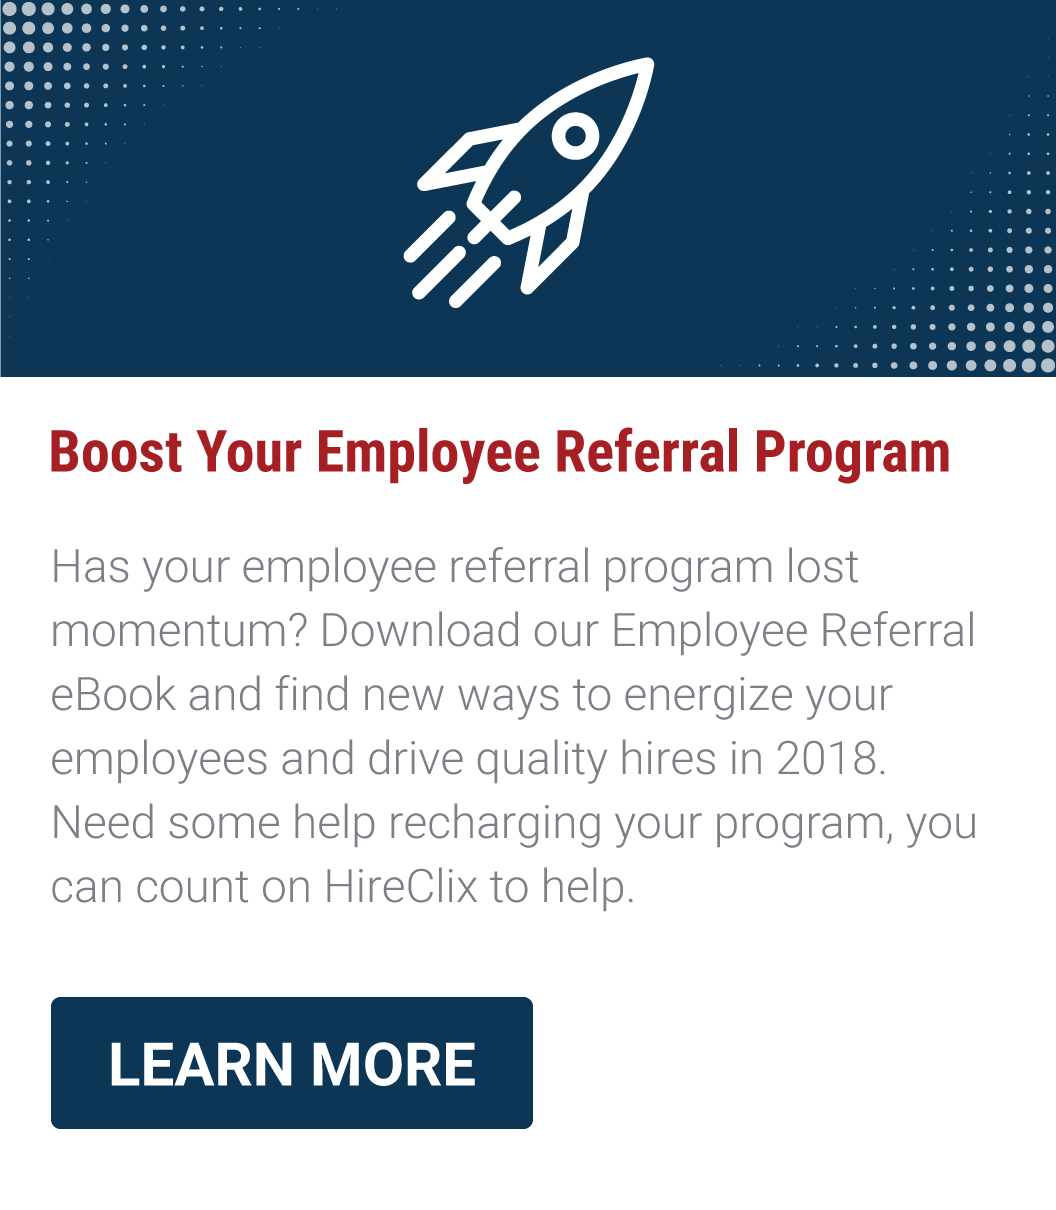 Boost Your Employee Referral Program
Has your employee referral program lost
momentum? Download our Employee Referral
eBook and find new ways to energize your
employees and drive quality hires in 2018.
Need some help recharging your program, you
can count on HireClix to help.
LEARN MORE